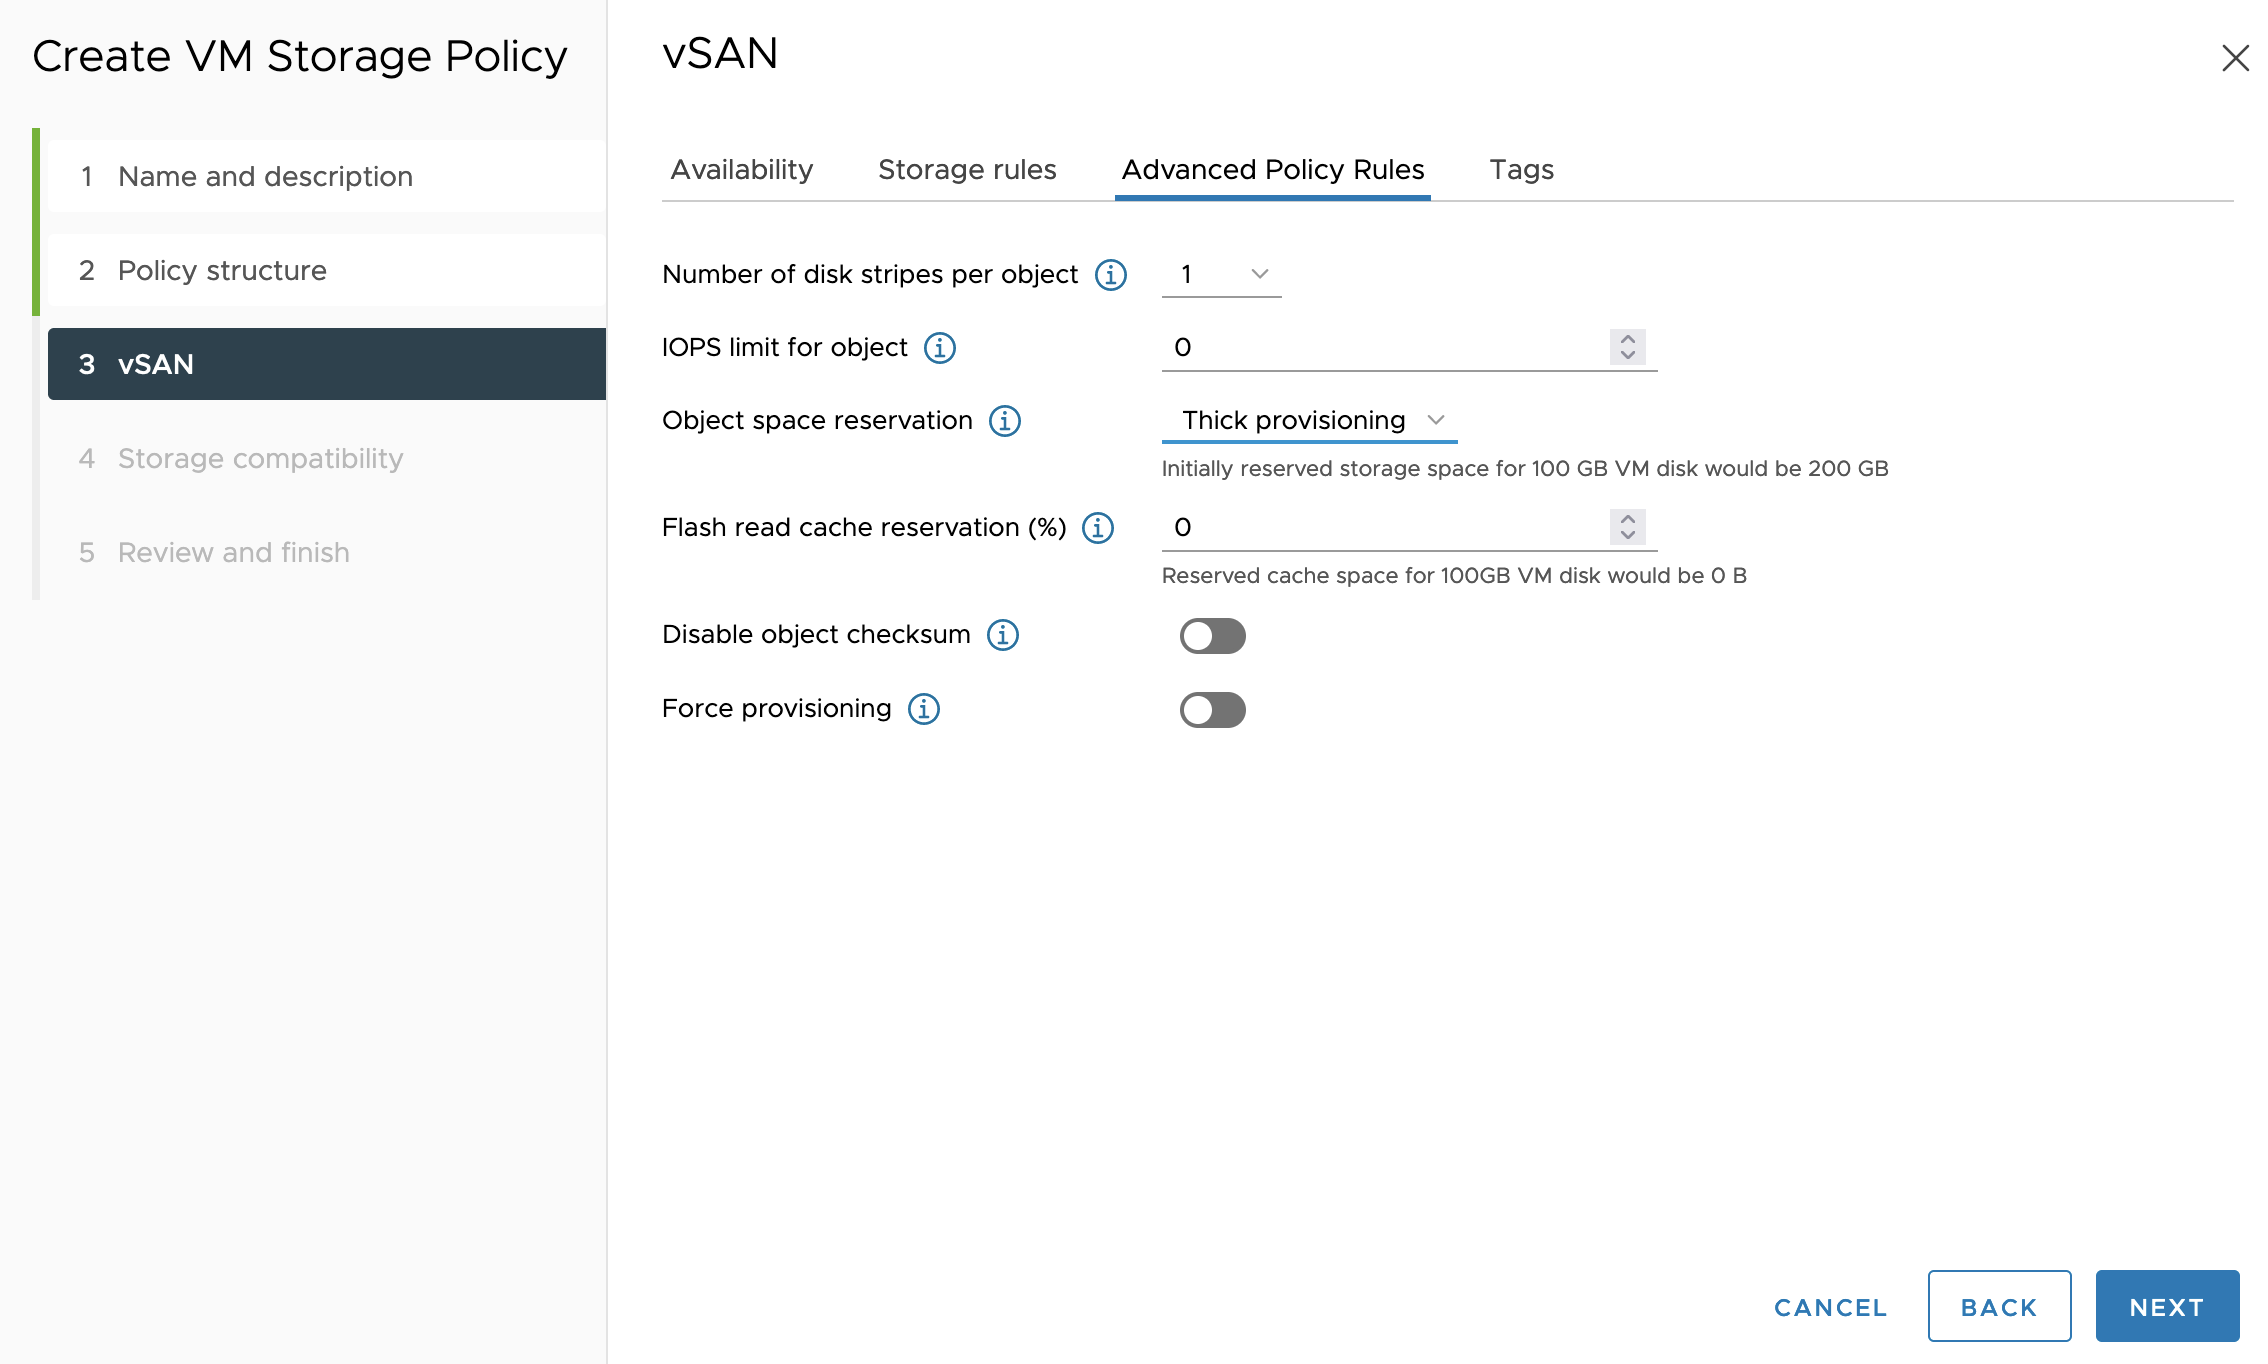 Create VM Storage Policy
1 Name and description
2 Policy structure
3 vSAN
4 Storage compatibility
5 Review and finish
vSAN
Availability Storage rules Advanced Policy Rules Tags
Number of disk stripes per object 1
IOPS limit for object 0
Object space reservation Thick provisioning
Initially reserved storage space for 100 GB VM disk would be 200 GB
Flash read cache reservation (%) 0
Reserved cache space for 100GB VM disk would be 0 B
Disable object checksum
Force provisioning
CANCEL BACK NEXT